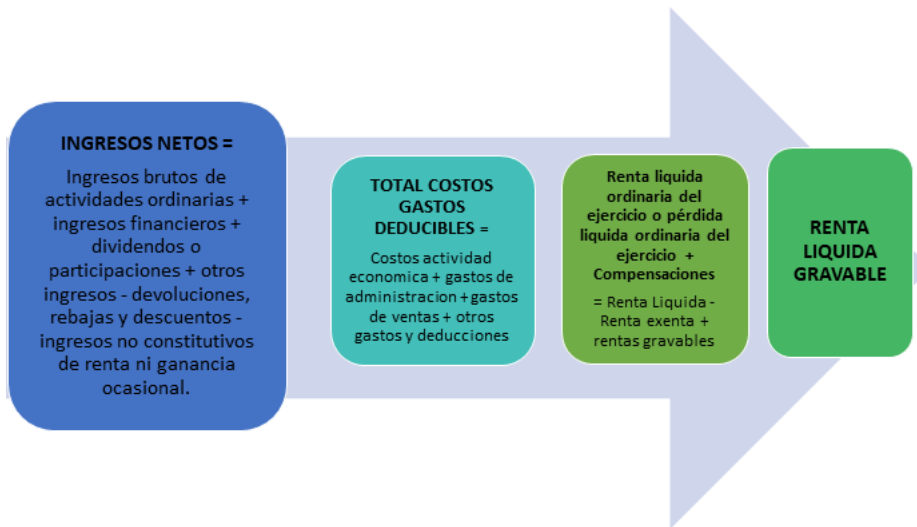 INGRESOS NETOS =
Ingresos brutos de
actividades ordinarias +
ingresos financieros +
dividendos o
participaciones + otros
ingresos - devoluciones,
rebajas y descuentos -
ingresos no constitutivos
de renta ni ganancia
ocasional.
TOTAL COSTOS
GASTOS
DEDUCIBLES =
Costos actividad
economica + gastos de
administracion + gastos
de ventas + otros
gastos y deducciones
Renta liquida
ordinaria del
ejercicio o pérdida
liquida ordinaria del
ejercicio +
Compensaciones
= Renta Liquida -
Renta exenta +
rentas gravables
RENTA
LIQUIDA
GRAVABLE